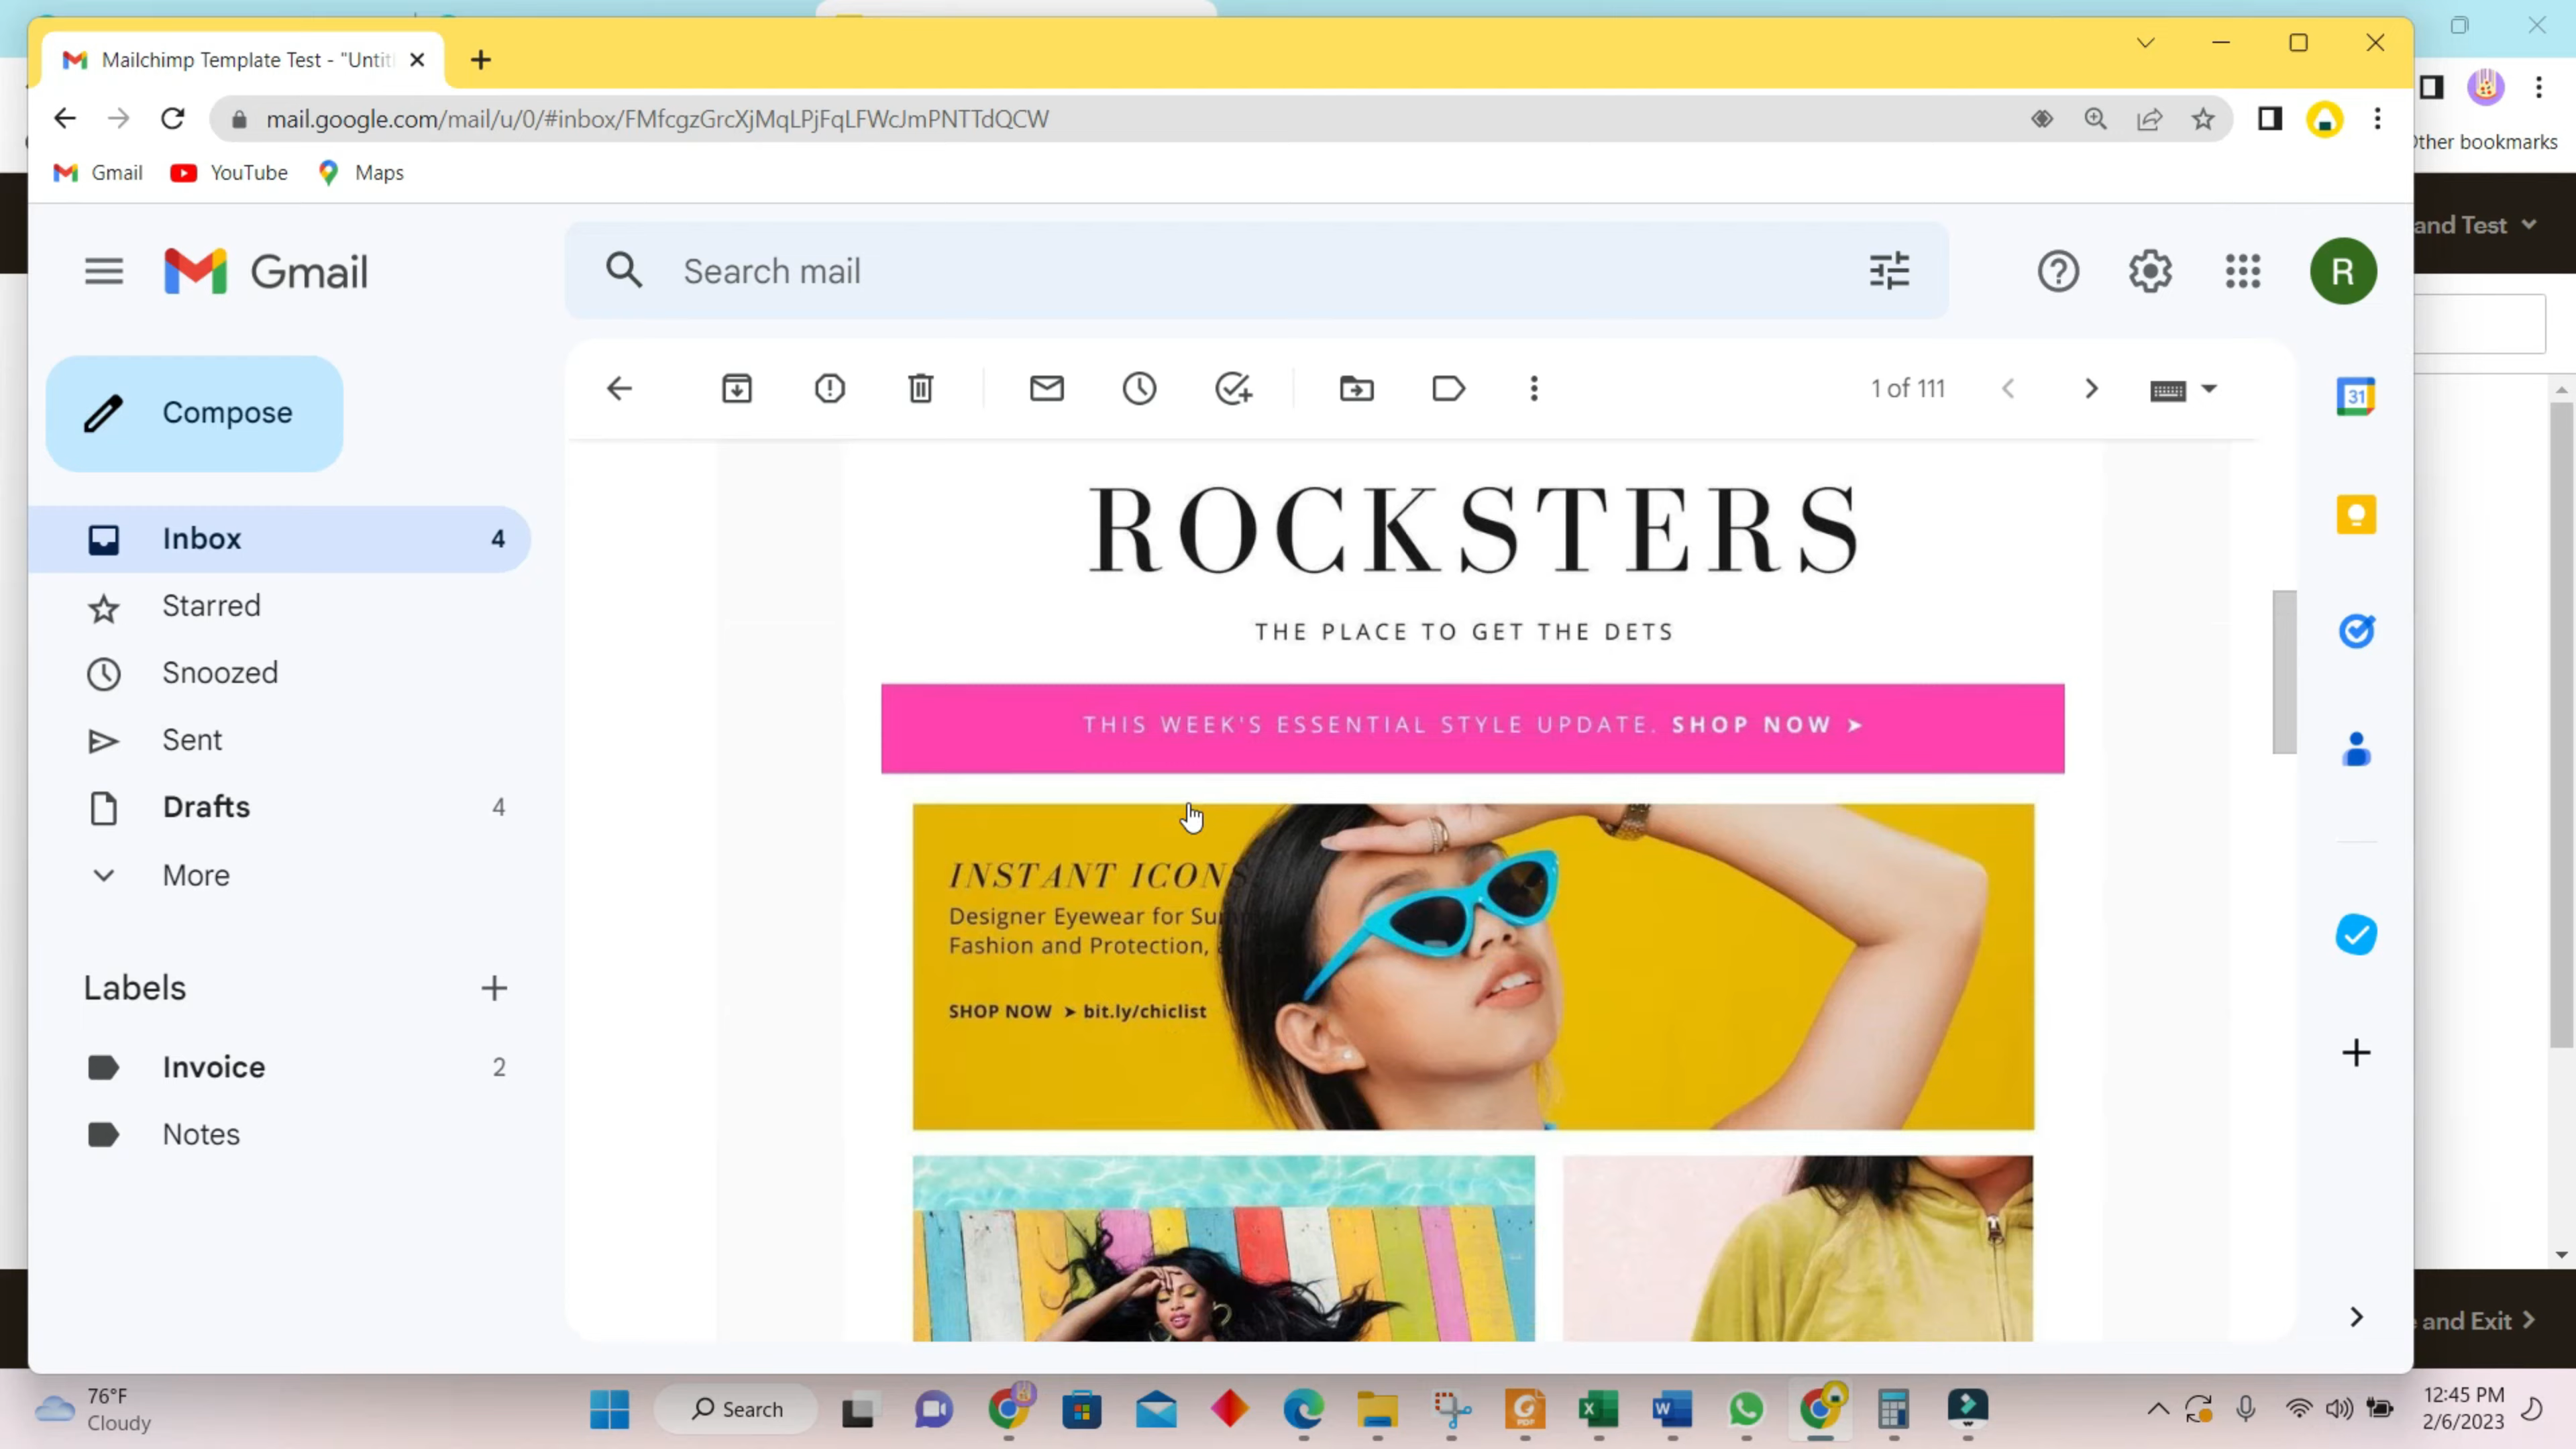 Mailchimp Template Test - "Untit
mail.google.com/mail/u/0/#inbox/FMfcgzGrcXjMqLPjFqLFWcJmPNTTdQCW
Gmail
YouTube
Maps
Other bookmarks
and Test
Gmail
Search mail
R
Compose
1 of 111
31
Inbox 4
Starred
Snoozed
Sent
Drafts 4
More
Labels
Invoice 2
Notes
ROCKSTERS
THE PLACE TO GET THE DETS
THIS WEEK'S ESSENTIAL STYLE UPDATE. SHOP NOW ➤
INSTANT ICONS
Designer Eyewear for
Fashion and Protection,
SHOP NOW ➤ bit.ly/chiclist
and Exit
76°F
Cloudy
Search
PDF
X
W
12:45 PM
2/6/2023